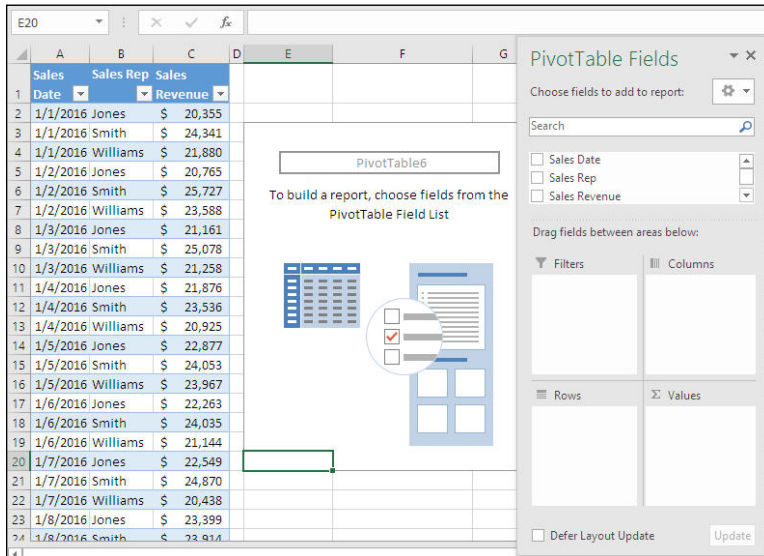 E20 fx
A B C D E F G
1 Sales Date Sales Rep Sales Revenue
2 1/1/2016 Jones $ 20,355
3 1/1/2016 Smith $ 24,341
4 1/1/2016 Williams $ 21,880
5 1/2/2016 Jones $ 20,765
6 1/2/2016 Smith $ 25,727
7 1/2/2016 Williams $ 23,588
8 1/3/2016 Jones $ 21,161
9 1/3/2016 Smith $ 25,078
10 1/3/2016 Williams $ 21,258
11 1/4/2016 Jones $ 21,876
12 1/4/2016 Smith $ 23,536
13 1/4/2016 Williams $ 20,925
14 1/5/2016 Jones $ 22,877
15 1/5/2016 Smith $ 24,053
16 1/5/2016 Williams $ 23,967
17 1/6/2016 Jones $ 22,263
18 1/6/2016 Smith $ 24,035
19 1/6/2016 Williams $ 21,144
20 1/7/2016 Jones $ 22,549
21 1/7/2016 Smith $ 24,870
22 1/7/2016 Williams $ 20,438
23 1/8/2016 Jones $ 23,399
24 1/8/2016 Smith $ 23,914
PivotTable6
To build a report, choose fields from the
PivotTable Field List
PivotTable Fields
Choose fields to add to report:
Search
Sales Date
Sales Rep
Sales Revenue
Drag fields between areas below:
Filters
Columns
Rows
Σ Values
Defer Layout Update
Update